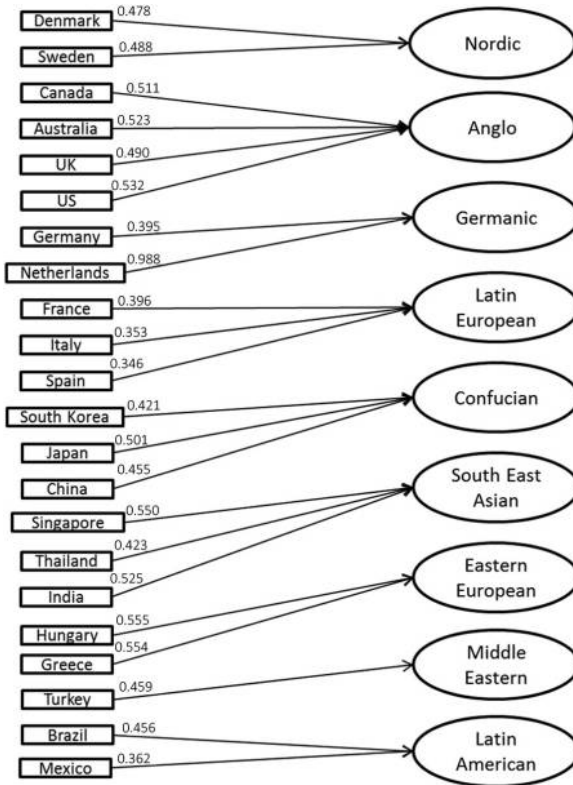 Denmark
0.478
Nordic
Sweden
0.488
Canada
0.511
Australia
0.523
Anglo
UK
0.490
US
0.532
Germany
0.395
Germanic
Netherlands
0.988
France
0.396
Latin
European
Italy
0.353
Spain
0.346
South Korea
0.421
Confucian
Japan
0.501
China
0.455
Singapore
0.550
South East
Asian
Thailand
0.423
India
0.525
Hungary
0.555
Eastern
European
Greece
0.554
Turkey
0.459
Middle
Eastern
Brazil
0.456
Latin
American
Mexico
0.362